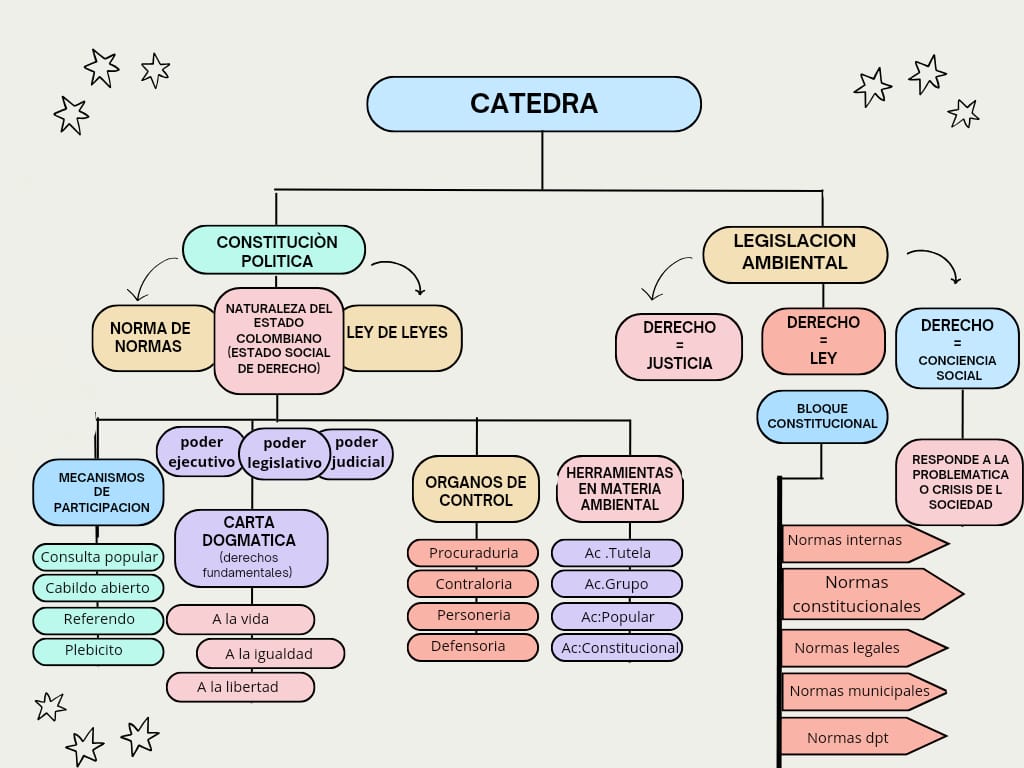 CATEDRA
CONSTITUCIÒN
POLITICA
NORMA DE
NORMAS
NATURALEZA DEL
ESTADO
COLOMBIANO
(ESTADO SOCIAL
DE DERECHO)
LEY DE LEYES
LEGISLACION
AMBIENTAL
DERECHO
=
JUSTICIA
DERECHO
=
LEY
DERECHO
=
CONCIENCIA
SOCIAL
MECANISMOS
DE
PARTICIPACION
Consulta popular
Cabildo abierto
Referendo
Plebicito
poder
ejecutivo
poder
legislativo
poder
judicial
CARTA
DOGMATICA
(derechos
fundamentales)
A la vida
A la igualdad
A la libertad
ORGANOS DE
CONTROL
Procuraduria
Contraloria
Personeria
Defensoria
HERRAMIENTAS
EN MATERIA
AMBIENTAL
Ac .Tutela
Ac.Grupo
Ac:Popular
Ac:Constitucional
BLOQUE
CONSTITUCIONAL
Normas internas
Normas
constitucionales
Normas legales
Normas municipales
Normas dpt
RESPONDE A LA
PROBLEMATICA
O CRISIS DE L
SOCIEDAD